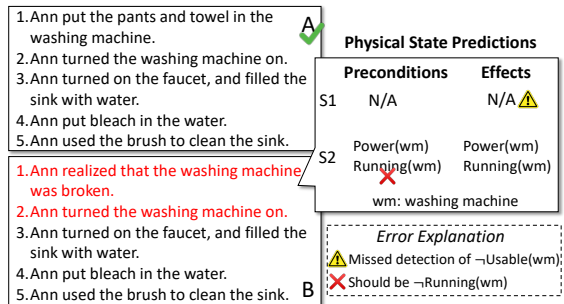 1.Ann put the pants and towel in the
washing machine.
2.Ann turned the washing machine on.
3.Ann turned on the faucet, and filled the
sink with water.
4.Ann put bleach in the water.
5.Ann used the brush to clean the sink.
A
1.Ann realized that the washing machine
was broken.
2.Ann turned the washing machine on.
3.Ann turned on the faucet, and filled the
sink with water.
4.Ann put bleach in the water.
5.Ann used the brush to clean the sink.
B
Physical State Predictions
Preconditions Effects
S1 N/A N/A
S2 Power(wm) Power(wm)
Running(wm) Running(wm)
wm: washing machine
Error Explanation
Missed detection of ¬Usable(wm)
Should be ¬Running(wm)